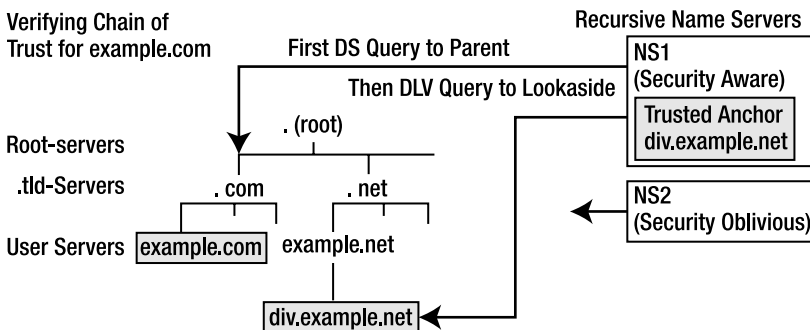 Verifying Chain of
Trust for example.com
Recursive Name Servers
First DS Query to Parent
Then DLV Query to Lookaside
NS1
(Security Aware)
Trusted Anchor
div.example.net
. (root)
Root-servers
.tld-Servers
. com
. net
NS2
(Security Oblivious)
User Servers
example.com
example.net
div.example.net